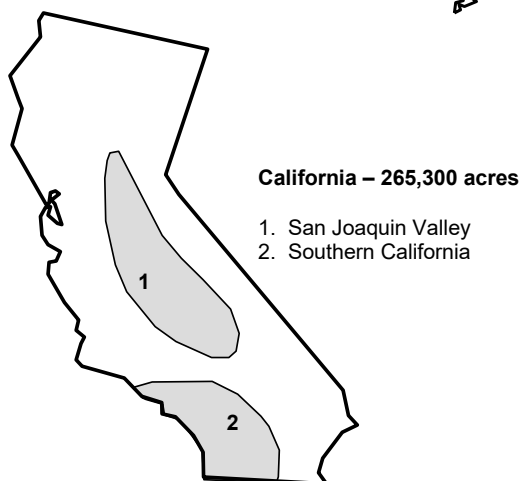 California – 265,300 acres
1. San Joaquin Valley
2. Southern California
1
2